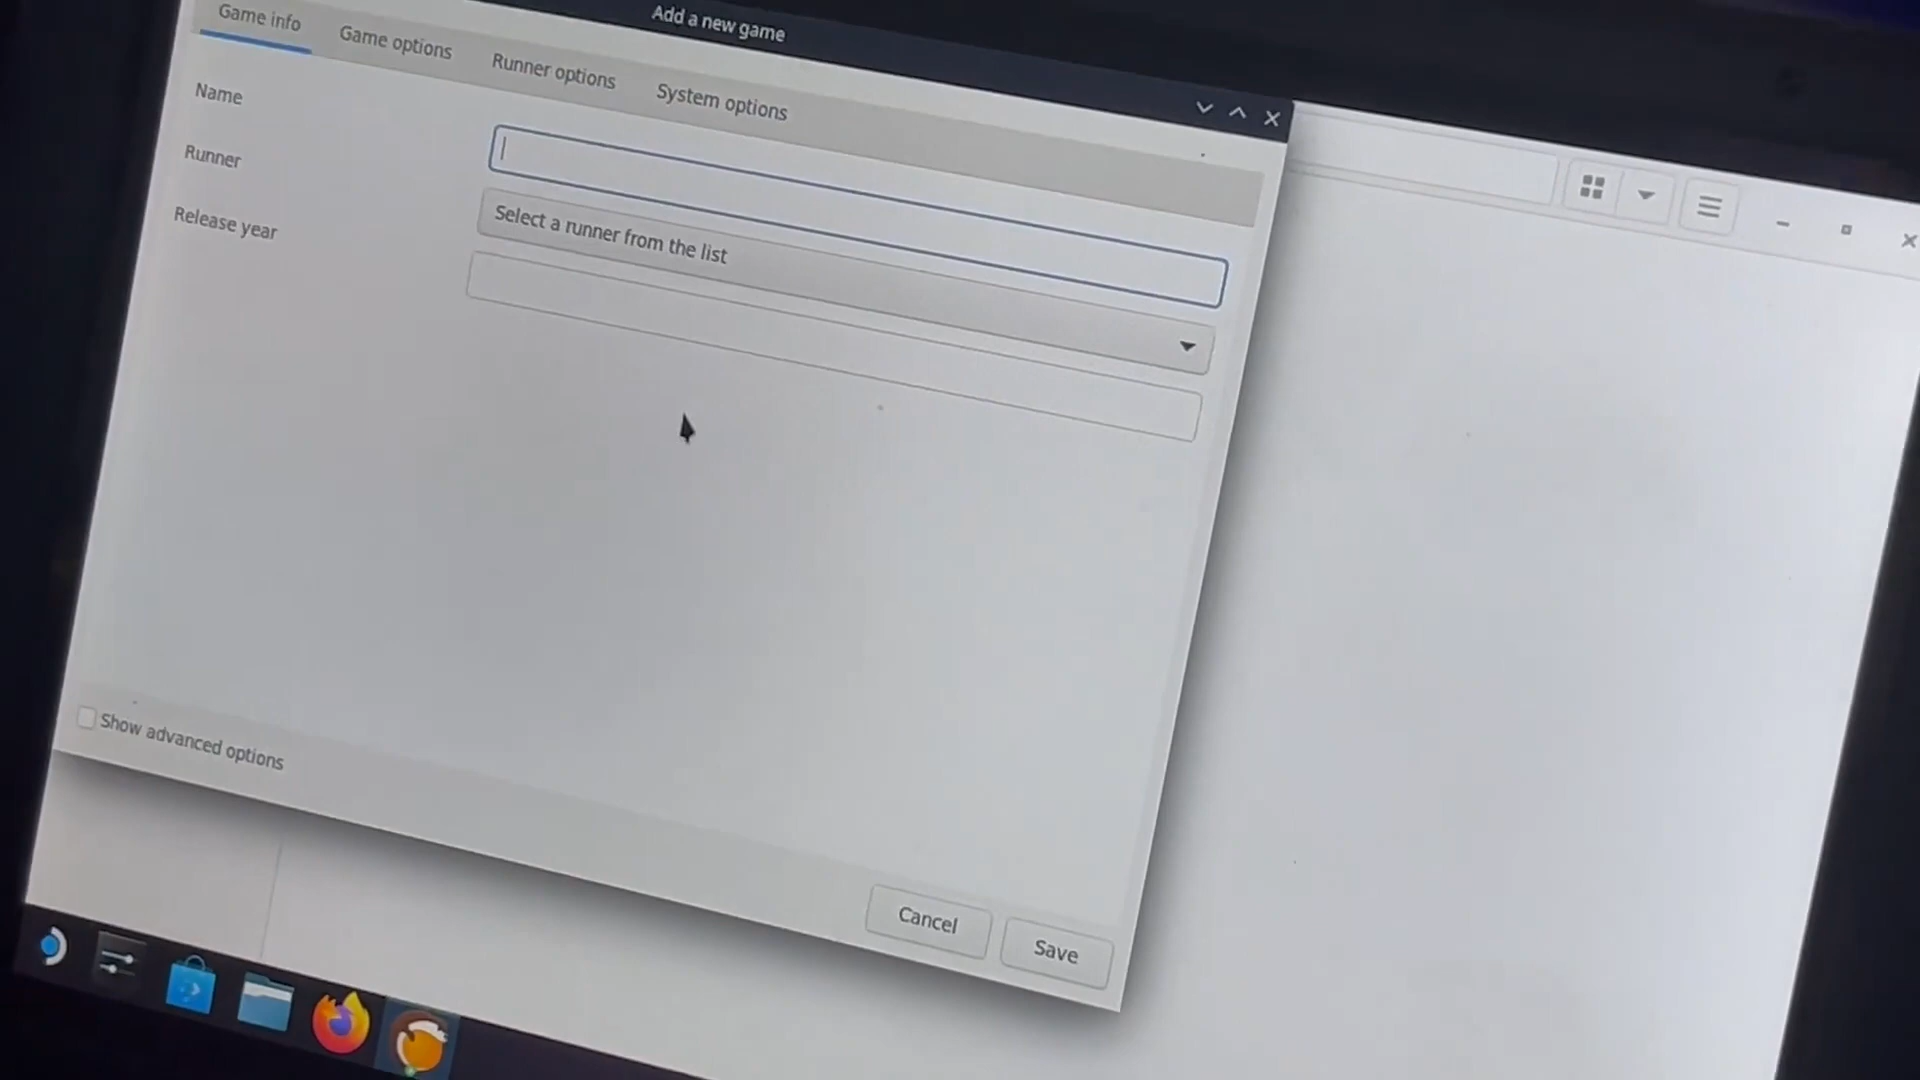 Add a new game
Game info
Game options
Runner options
System options
Name
Runner
Select a runner from the list
Release year
Show advanced options
Cancel
Save